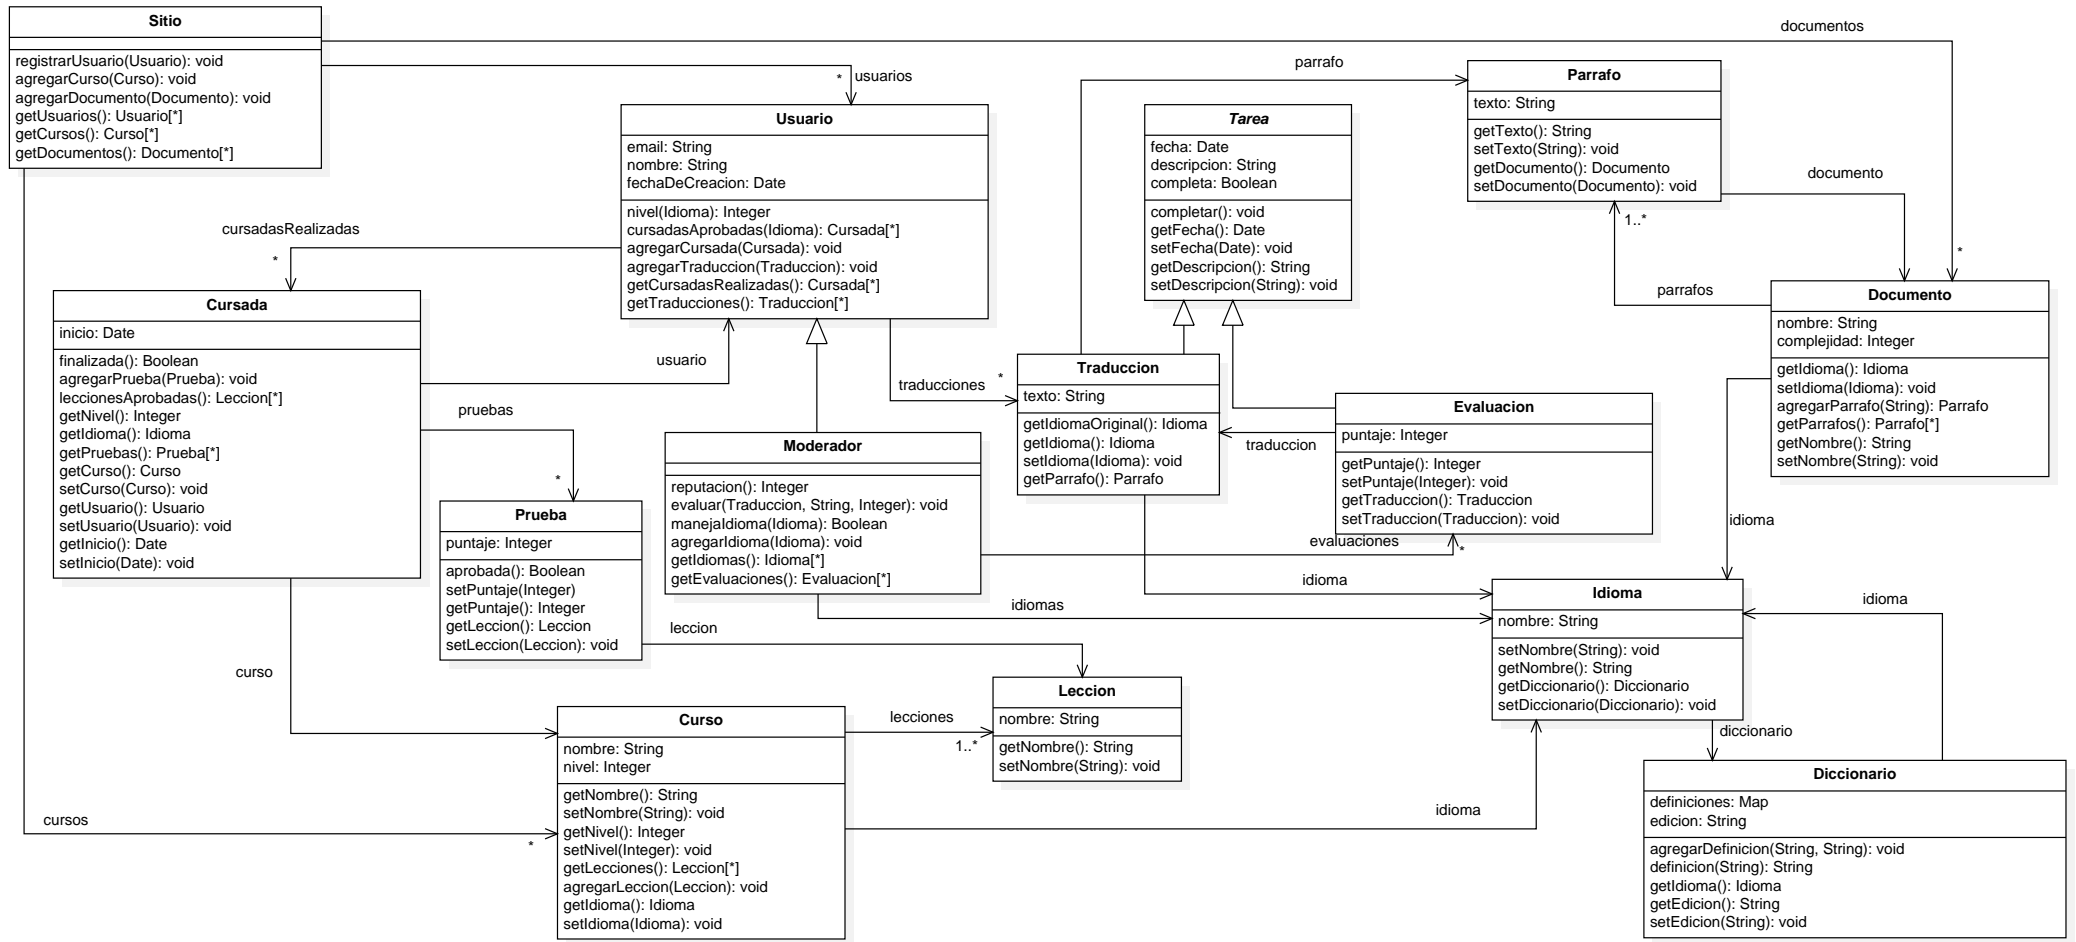 Sitio
registrarUsuario(Usuario): void
agregarCurso(Curso): void
agregarDocumento(Documento): void
getUsuarios(): Usuario[*]
getCursos(): Curso[*]
getDocumentos(): Documento[*]
documentos
*
usuarios
*
parrafo
Parrafo
texto: String
getTexto(): String
setTexto(String): void
getDocumento(): Documento
setDocumento(Documento): void
documento
1..*
parrafos
Usuario
email: String
nombre: String
fechaDeCreacion: Date
nivel(Idioma): Integer
cursadasAprobadas(Idioma): Cursada[*]
agregarCursada(Cursada): void
agregarTraduccion(Traduccion): void
getCursadasRealizadas(): Cursada[*]
getTraducciones(): Traduccion[*]
Tarea
fecha: Date
descripcion: String
completa: Boolean
completar(): void
getFecha(): Date
setFecha(Date): void
getDescripcion(): String
setDescripcion(String): void
cursadasRealizadas
*
Cursada
inicio: Date
finalizada(): Boolean
agregarPrueba(Prueba): void
leccionesAprobadas(): Leccion[*]
getNivel(): Integer
getIdioma(): Idioma
getPruebas(): Prueba[*]
getCurso(): Curso
setCurso(Curso): void
getUsuario(): Usuario
setUsuario(Usuario): void
getInicio(): Date
setInicio(Date): void
usuario
pruebas
*
traducciones
*
Documento
nombre: String
complejidad: Integer
getIdioma(): Idioma
setIdioma(Idioma): void
agregarParrafo(String): Parrafo
getParrafos(): Parrafo[*]
getNombre(): String
setNombre(String): void
Traduccion
texto: String
getIdiomaOriginal(): Idioma
getIdioma(): Idioma
setIdioma(Idioma): void
getParrafo(): Parrafo
traduccion
Evaluacion
puntaje: Integer
getPuntaje(): Integer
setPuntaje(Integer): void
getTraduccion(): Traduccion
setTraduccion(Traduccion): void
Moderador
reputacion(): Integer
evaluar(Traduccion, String, Integer): void
manejaIdioma(Idioma): Boolean
agregarIdioma(Idioma): void
getIdiomas(): Idioma[*]
getEvaluaciones(): Evaluacion[*]
evaluaciones
*
idioma
Prueba
puntaje: Integer
aprobada(): Boolean
setPuntaje(Integer)
getPuntaje(): Integer
getLeccion(): Leccion
setLeccion(Leccion): void
idioma
idiomas
leccion
Idioma
nombre: String
setNombre(String): void
getNombre(): String
getDiccionario(): Diccionario
setDiccionario(Diccionario): void
idioma
curso
Leccion
nombre: String
getNombre(): String
setNombre(String): void
lecciones
1..*
diccionario
Curso
nombre: String
nivel: Integer
getNombre(): String
setNombre(String): void
getNivel(): Integer
setNivel(Integer): void
getLecciones(): Leccion[*]
agregarLeccion(Leccion): void
getIdioma(): Idioma
setIdioma(Idioma): void
cursos
*
idioma
Diccionario
definiciones: Map
edicion: String
agregarDefinicion(String, String): void
definicion(String): String
getIdioma(): Idioma
getEdicion(): String
setEdicion(String): void